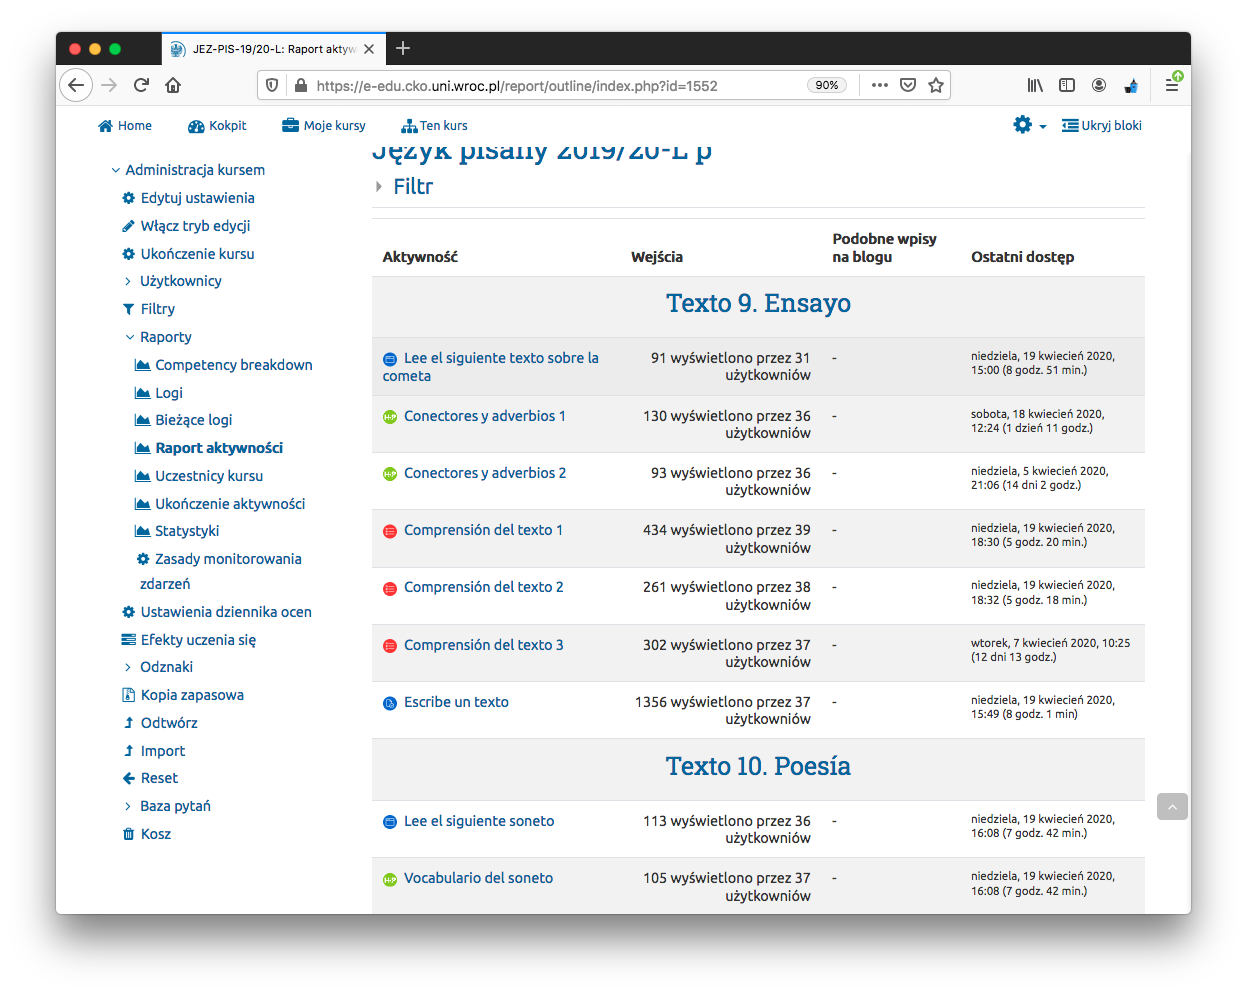 JEZ-PIS-19/20-L: Raport aktyw
https://e-edu.cko.uni.wroc.pl/report/outline/index.php?id=1552
90%
Home
Kokpit
Moje kursy
Ten kurs
Ukryj bloki
Administracja kursem
Edytuj ustawienia
Włącz tryb edycji
Ukończenie kursu
Użytkownicy
Filtry
Raporty
Competency breakdown
Logi
Bieżące logi
Raport aktywności
Uczestnicy kursu
Ukończenie aktywności
Statystyki
Zasady monitorowania
zdarzeń
Ustawienia dziennika ocen
Efekty uczenia się
Odznaki
Kopia zapasowa
Odtwórz
Import
Reset
Baza pytań
Kosz
Język pisany 2019/20-L p
Filtr
Aktywność
Wejścia
Podobne wpisy
na blogu
Ostatni dostęp
Texto 9. Ensayo
Lee el siguiente texto sobre la
cometa
91 wyświetlono przez 31
użytkowniów
-
niedziela, 19 kwiecień 2020,
15:00 (8 godz. 51 min.)
H-P
Conectores y adverbios 1
130 wyświetlono przez 36
użytkowniów
-
sobota, 18 kwiecień 2020,
12:24 (1 dzień 11 godz.)
H-P
Conectores y adverbios 2
93 wyświetlono przez 36
użytkowniów
-
niedziela, 5 kwiecień 2020,
21:06 (14 dni 2 godz.)
Comprensión del texto 1
434 wyświetlono przez 39
użytkowniów
-
niedziela, 19 kwiecień 2020,
18:30 (5 godz. 20 min.)
Comprensión del texto 2
261 wyświetlono przez 38
użytkowniów
-
niedziela, 19 kwiecień 2020,
18:32 (5 godz. 18 min.)
Comprensión del texto 3
302 wyświetlono przez 37
użytkowniów
-
wtorek, 7 kwiecień 2020, 10:25
(12 dni 13 godz.)
Escribe un texto
1356 wyświetlono przez 37
użytkowniów
-
niedziela, 19 kwiecień 2020,
15:49 (8 godz. 1 min)
Texto 10. Poesía
Lee el siguiente soneto
113 wyświetlono przez 36
użytkowniów
-
niedziela, 19 kwiecień 2020,
16:08 (7 godz. 42 min.)
H-P
Vocabulario del soneto
105 wyświetlono przez 37
użytkowniów
-
niedziela, 19 kwiecień 2020,
16:08 (7 godz. 42 min.)